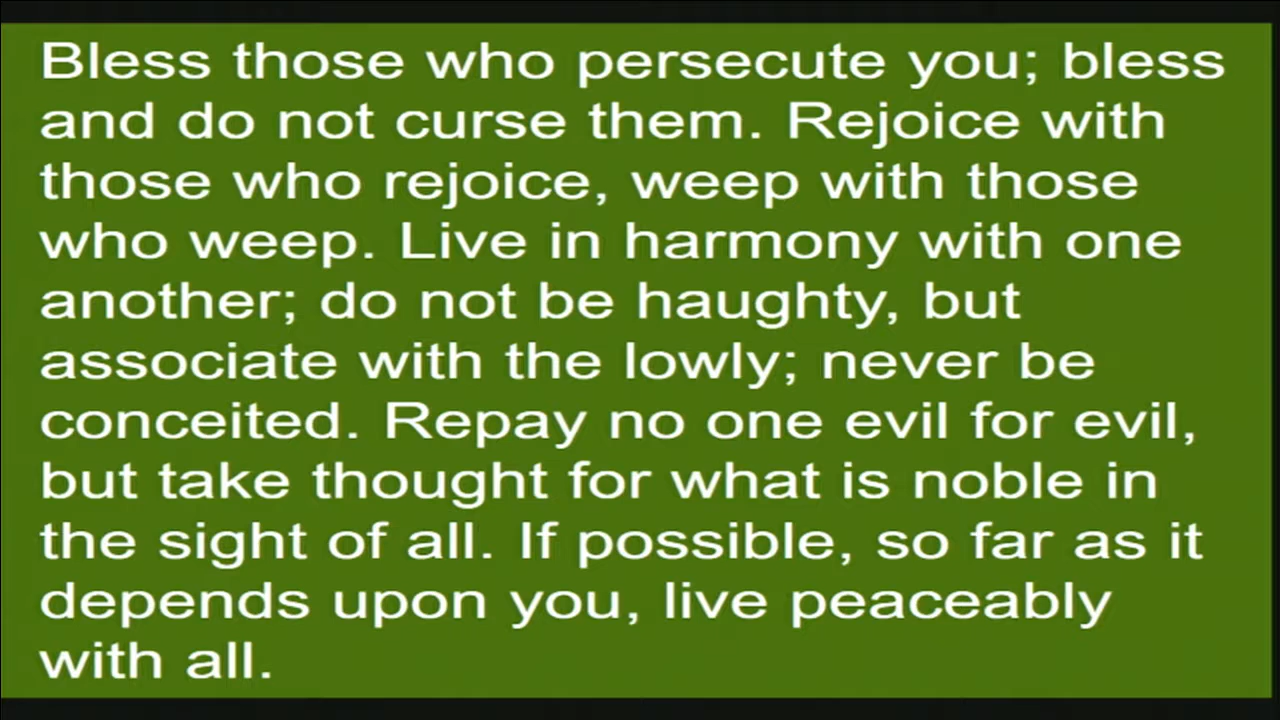 Bless those who persecute you; bless
and do not curse them. Rejoice with
those who rejoice, weep with those
who weep. Live in harmony with one
another; do not be haughty, but
associate with the lowly; never be
conceited. Repay no one evil for evil,
but take thought for what is noble in
the sight of all. If possible, so far as it
depends upon you, live peaceably
with all.